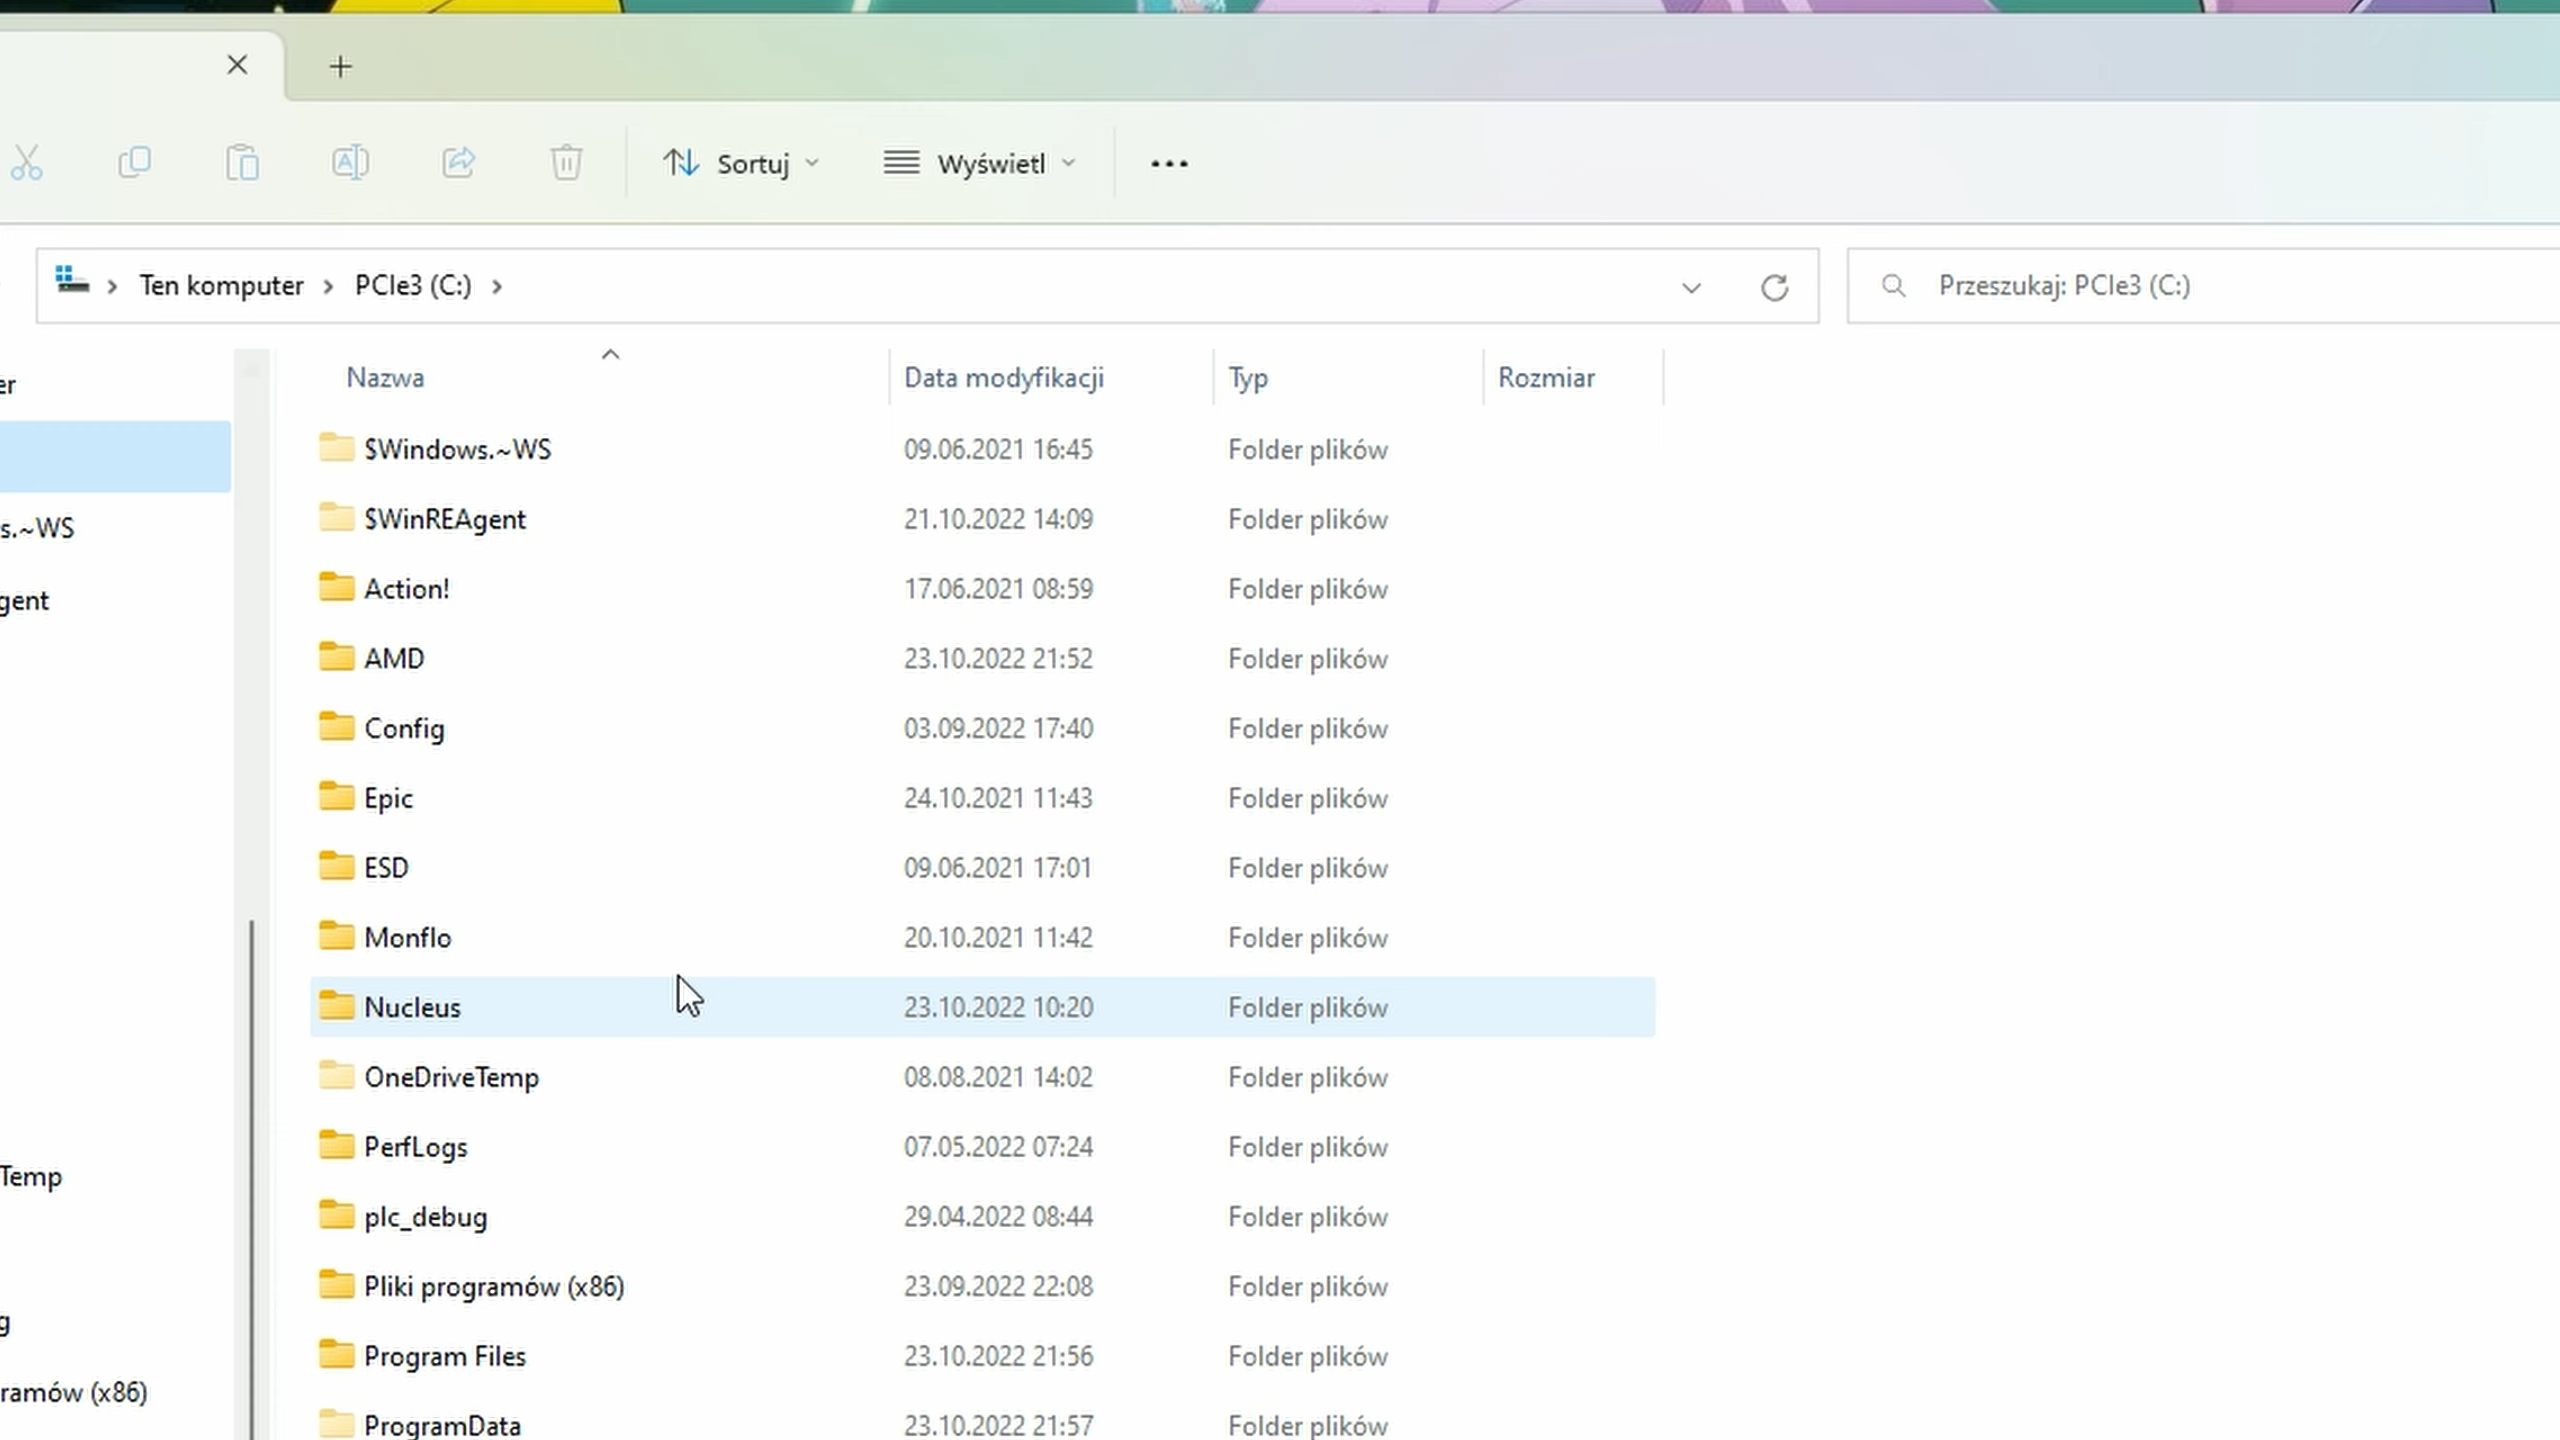 Sortuj Wyświetl
Ten komputer PCIe3 (C:) Przeszukaj: PCIe3 (C:)
er
s.~WS
gent
Temp
g
ramów (x86)
Nazwa Data modyfikacji Typ Rozmiar
$Windows.~WS 09.06.2021 16:45 Folder plików
$WinREAgent 21.10.2022 14:09 Folder plików
Action! 17.06.2021 08:59 Folder plików
AMD 23.10.2022 21:52 Folder plików
Config 03.09.2022 17:40 Folder plików
Epic 24.10.2021 11:43 Folder plików
ESD 09.06.2021 17:01 Folder plików
Monflo 20.10.2021 11:42 Folder plików
Nucleus 23.10.2022 10:20 Folder plików
OneDriveTemp 08.08.2021 14:02 Folder plików
PerfLogs 07.05.2022 07:24 Folder plików
plc_debug 29.04.2022 08:44 Folder plików
Pliki programów (x86) 23.09.2022 22:08 Folder plików
Program Files 23.10.2022 21:56 Folder plików
ProgramData 23.10.2022 21:57 Folder plików